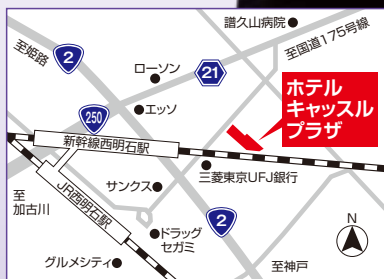 譜久山病院
至国道175号線
至姫路
2
ローソン
21
ホテル
キャッスル
プラザ
エッソ
250
新幹線西明石駅
三菱東京UFJ銀行
サンクス
至
加古川
JR西明石駅
2
ドラッグ
セガミ
N
グルメシティ
至神戸